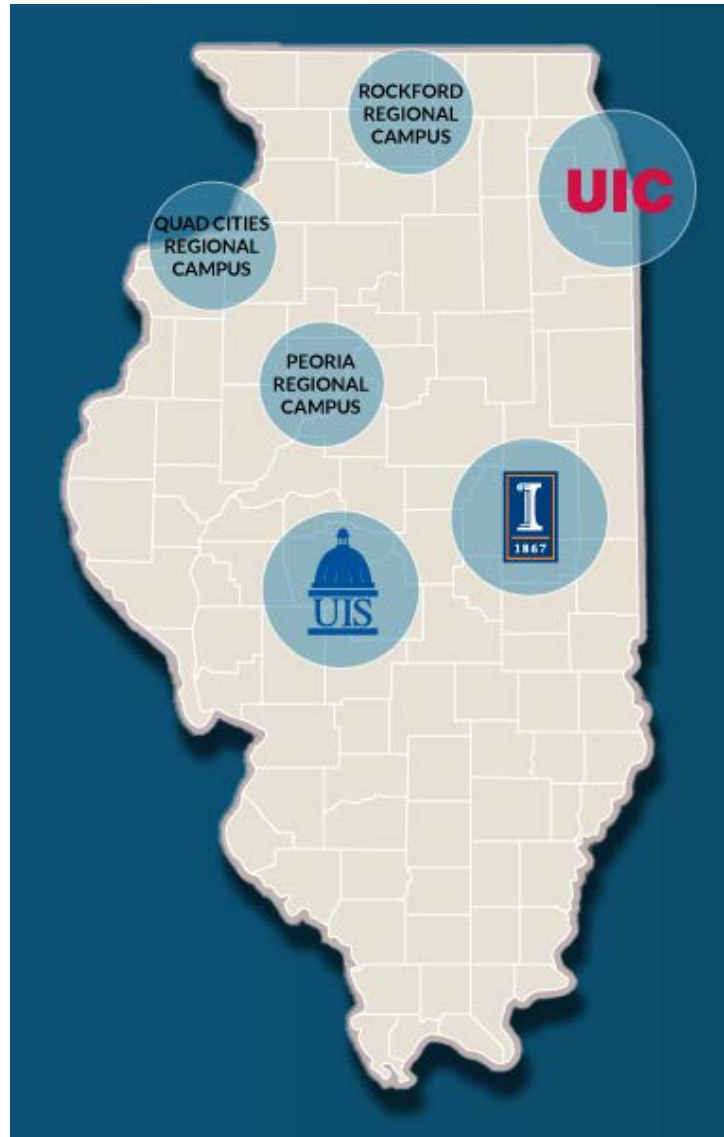 ROCKFORD
REGIONAL
CAMPUS
UIC
QUAD CITIES
REGIONAL
CAMPUS
PEORIA
REGIONAL
CAMPUS
I
1867
UIS